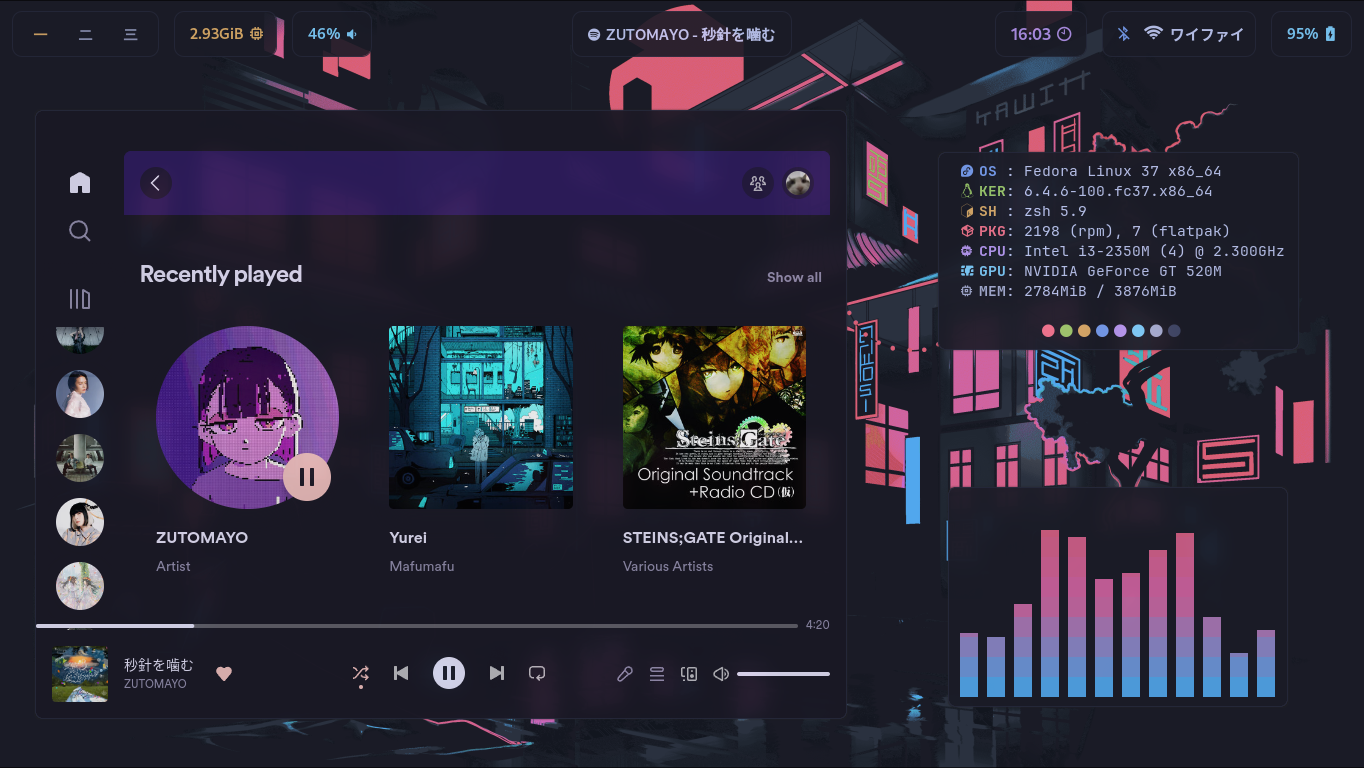 一 二 三
2.93GiB
46%
ZUTOMAYO - 秒針を噛む
16:03
ワイファイ
95%
KAWITT
Recently played
Show all
ZUTOMAYO
Artist
Yurei
Mafumafu
Steins;Gate
Original Soundtrack
+Radio CD(仮)
STEINS;GATE Original...
Various Artists
4:20
秒針を噛む
ZUTOMAYO
OS : Fedora Linux 37 x86_64
KER: 6.4.6-100.fc37.x86_64
SH : zsh 5.9
PKG: 2198 (rpm), 7 (flatpak)
CPU: Intel i3-2350M (4) @ 2.300GHz
GPU: NVIDIA GeForce GT 520M
MEM: 2784MiB / 3876MiB